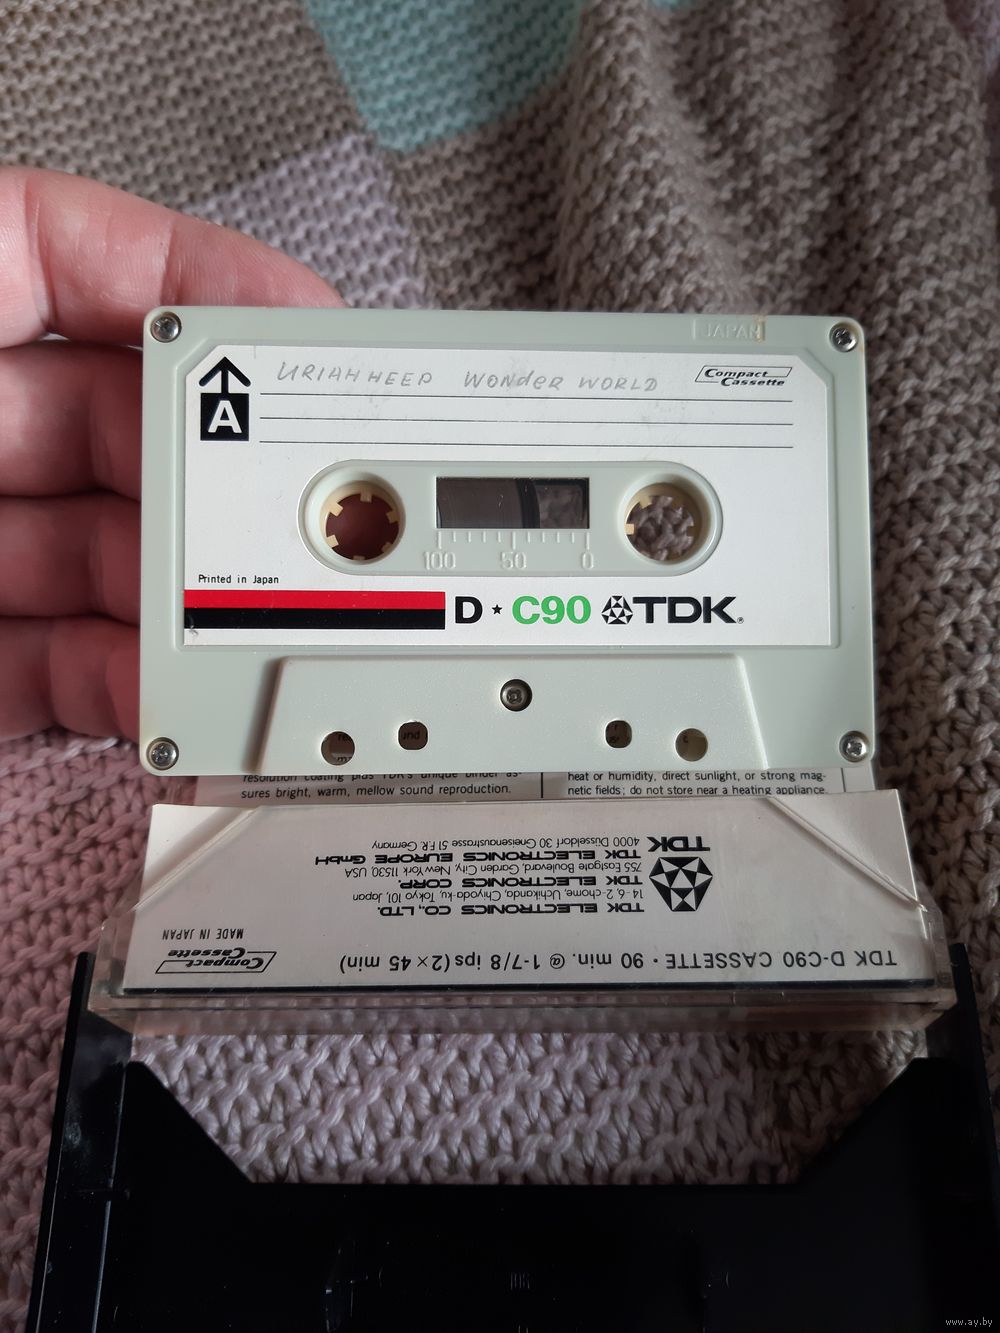 JAPAN
URIAH HEEP WONDER WORLD
Compact Cassette
A
100 50 0
Printed in Japan
D ★ C90 TDK®
resolution coating plus TDK's unique binder as-
sures bright, warm, mellow sound reproduction.
heat or humidity, direct sunlight, or strong mag-
netic fields; do not store near a heating appliance.
TDK D-C90 CASSETTE • 90 min. @ 1-7/8 ips (2 × 45 min)
Compact Cassette
MADE IN JAPAN
TDK ELECTRONICS CO., LTD.
14-6, 2-chome, Uchikanda, Chiyoda-ku, Tokyo 101, Japan
TDK ELECTRONICS CORP.
755 Eastgate Boulevard, Garden City, New York 11530, USA
TDK ELECTRONICS EUROPE GmbH
4000 Düsseldorf 30 Gneisenaustrasse 51 F.R. Germany
TDK
www.ay.by